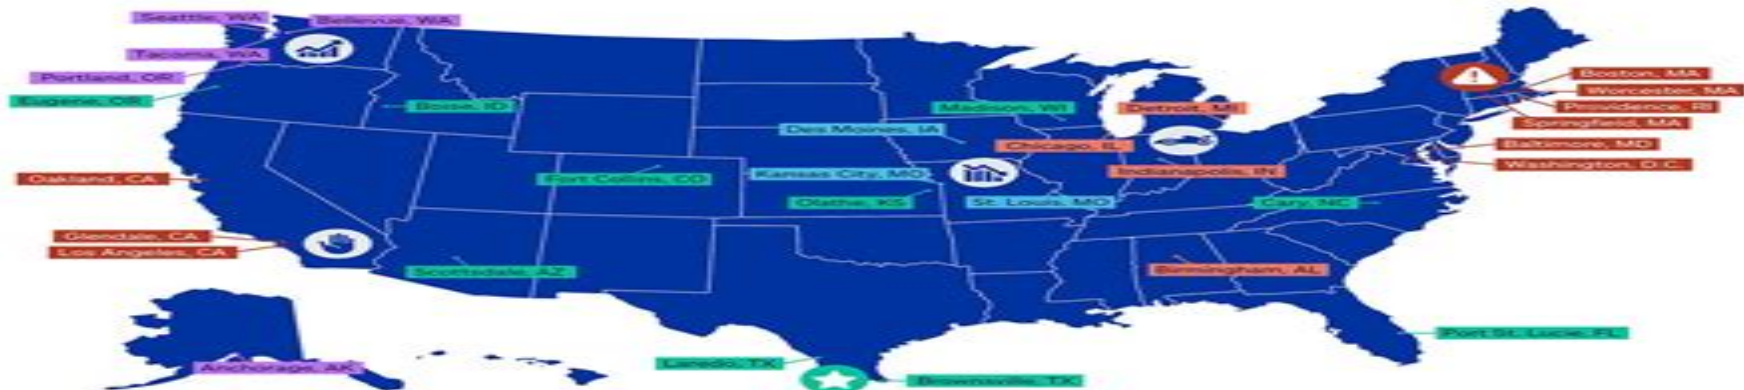 Seattle, WA
Bellevue, WA
Tacoma, WA
Portland, OR
Eugene, OR
Boise, ID
Madison, WI
Detroit, MI
Boston, MA
Worcester, MA
Providence, RI
Springfield, MA
Des Moines, IA
Chicago, IL
Baltimore, MD
Washington, D.C.
Oakland, CA
Fort Collins, CO
Kansas City, MO
Indianapolis, IN
Olathe, KS
St. Louis, MO
Cary, NC
Glendale, CA
Los Angeles, CA
Scottsdale, AZ
Birmingham, AL
Port St. Lucie, FL
Laredo, TX
Anchorage, AK
Brownsville, TX